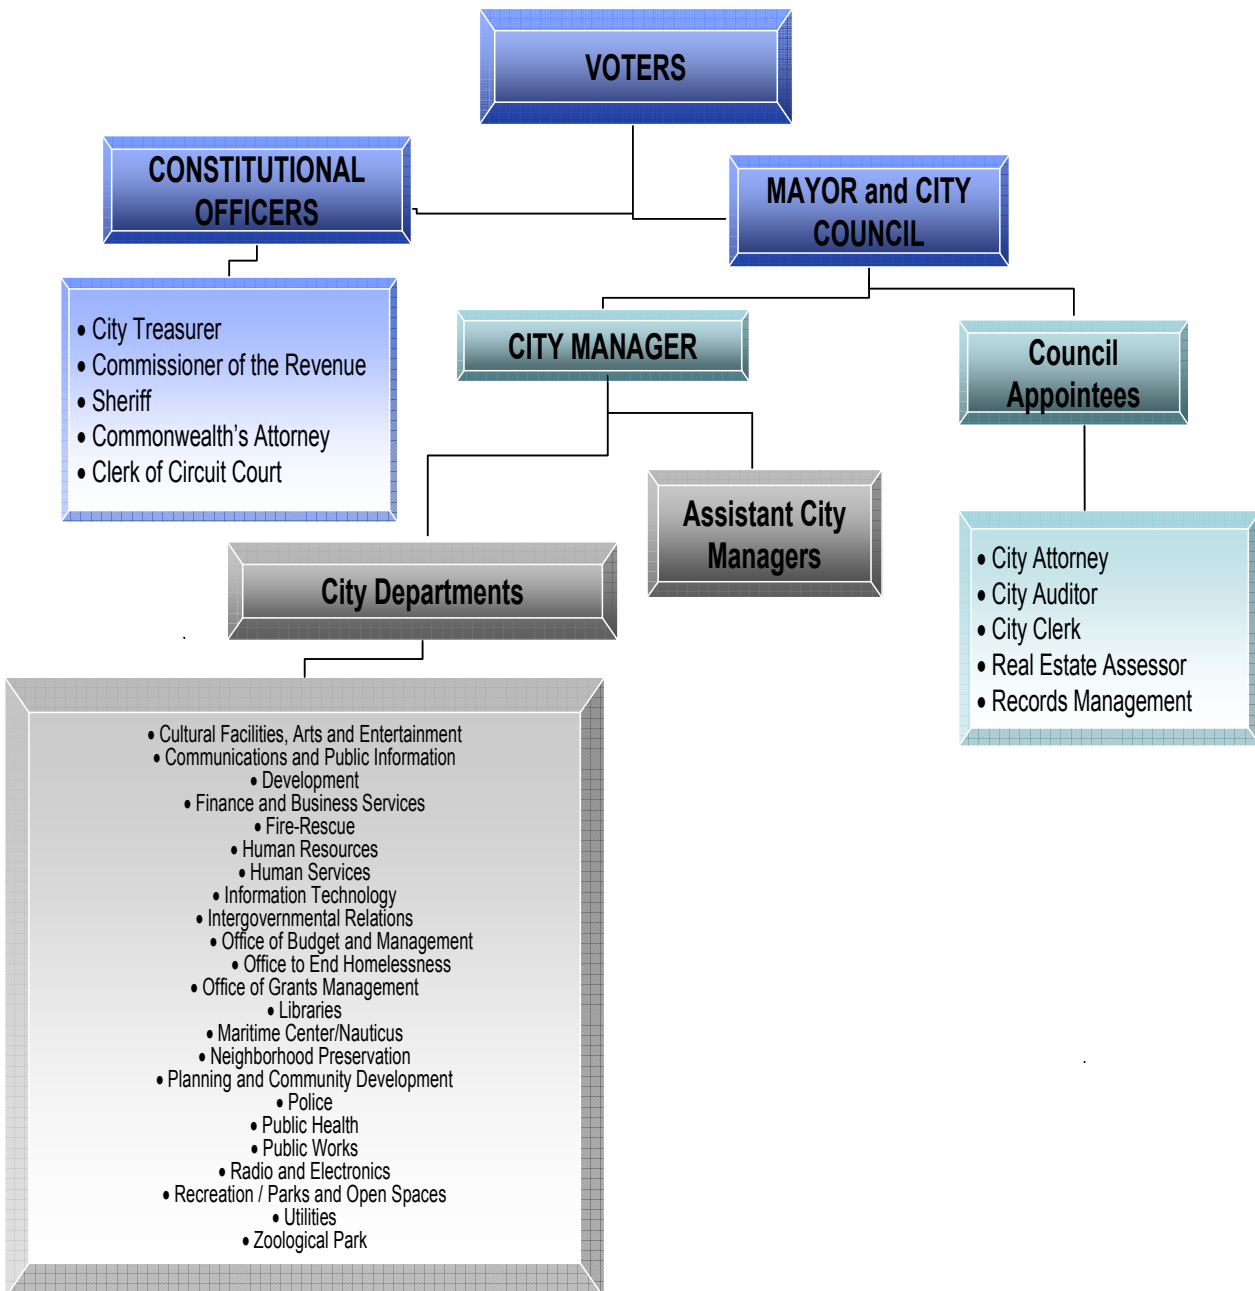 VOTERS
CONSTITUTIONAL
OFFICERS
MAYOR and CITY
COUNCIL
• City Treasurer
• Commissioner of the Revenue
• Sheriff
• Commonwealth’s Attorney
• Clerk of Circuit Court
CITY MANAGER
Council
Appointees
Assistant City
Managers
City Departments
• City Attorney
• City Auditor
• City Clerk
• Real Estate Assessor
• Records Management
• Cultural Facilities, Arts and Entertainment
• Communications and Public Information
• Development
• Finance and Business Services
• Fire-Rescue
• Human Resources
• Human Services
• Information Technology
• Intergovernmental Relations
• Office of Budget and Management
• Office to End Homelessness
• Office of Grants Management
• Libraries
• Maritime Center/Nauticus
• Neighborhood Preservation
• Planning and Community Development
• Police
• Public Health
• Public Works
• Radio and Electronics
• Recreation / Parks and Open Spaces
• Utilities
• Zoological Park